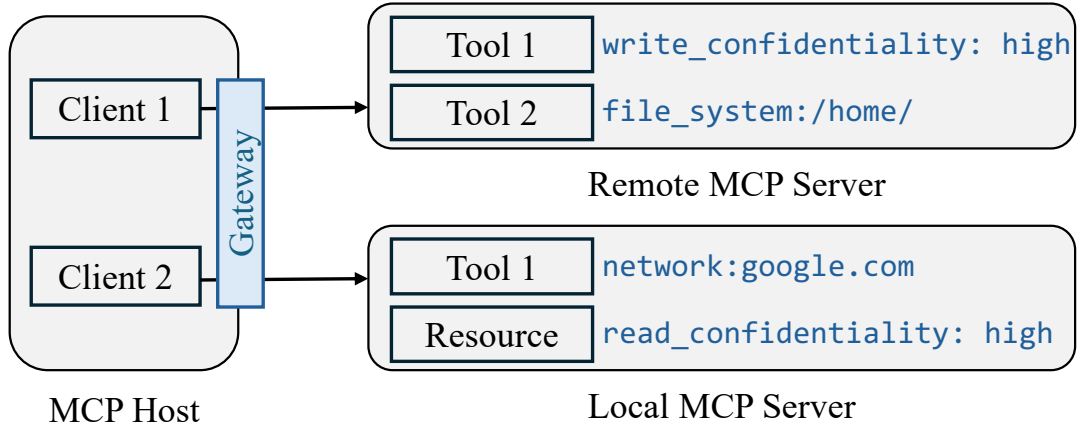 Client 1
Client 2
MCP Host
Gateway
Tool 1 write_confidentiality: high
Tool 2 file_system:/home/
Remote MCP Server
Tool 1 network:google.com
Resource read_confidentiality: high
Local MCP Server